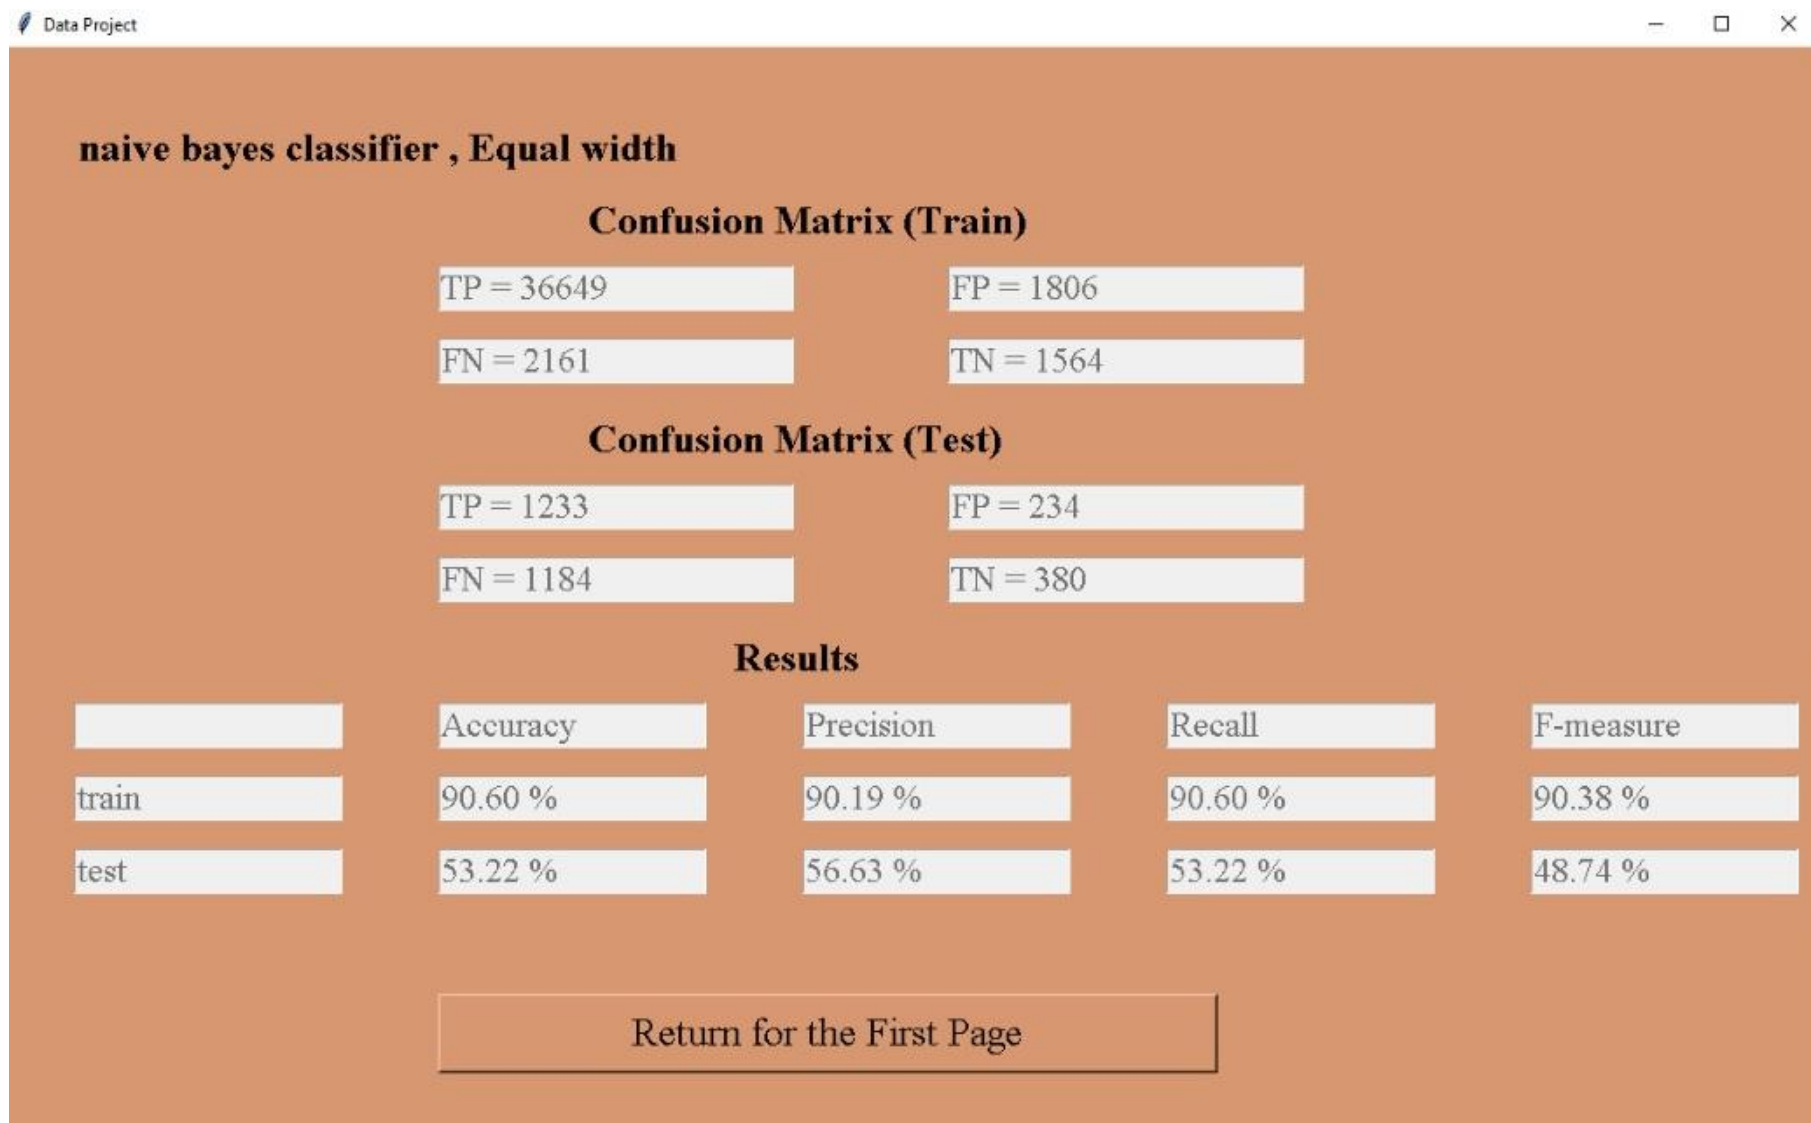 Data Project
naive bayes classifier , Equal width
Confusion Matrix (Train)
TP = 36649 FP = 1806
FN = 2161 TN = 1564
Confusion Matrix (Test)
TP = 1233 FP = 234
FN = 1184 TN = 380
Results
Accuracy Precision Recall F-measure
train 90.60 % 90.19 % 90.60 % 90.38 %
test 53.22 % 56.63 % 53.22 % 48.74 %
Return for the First Page